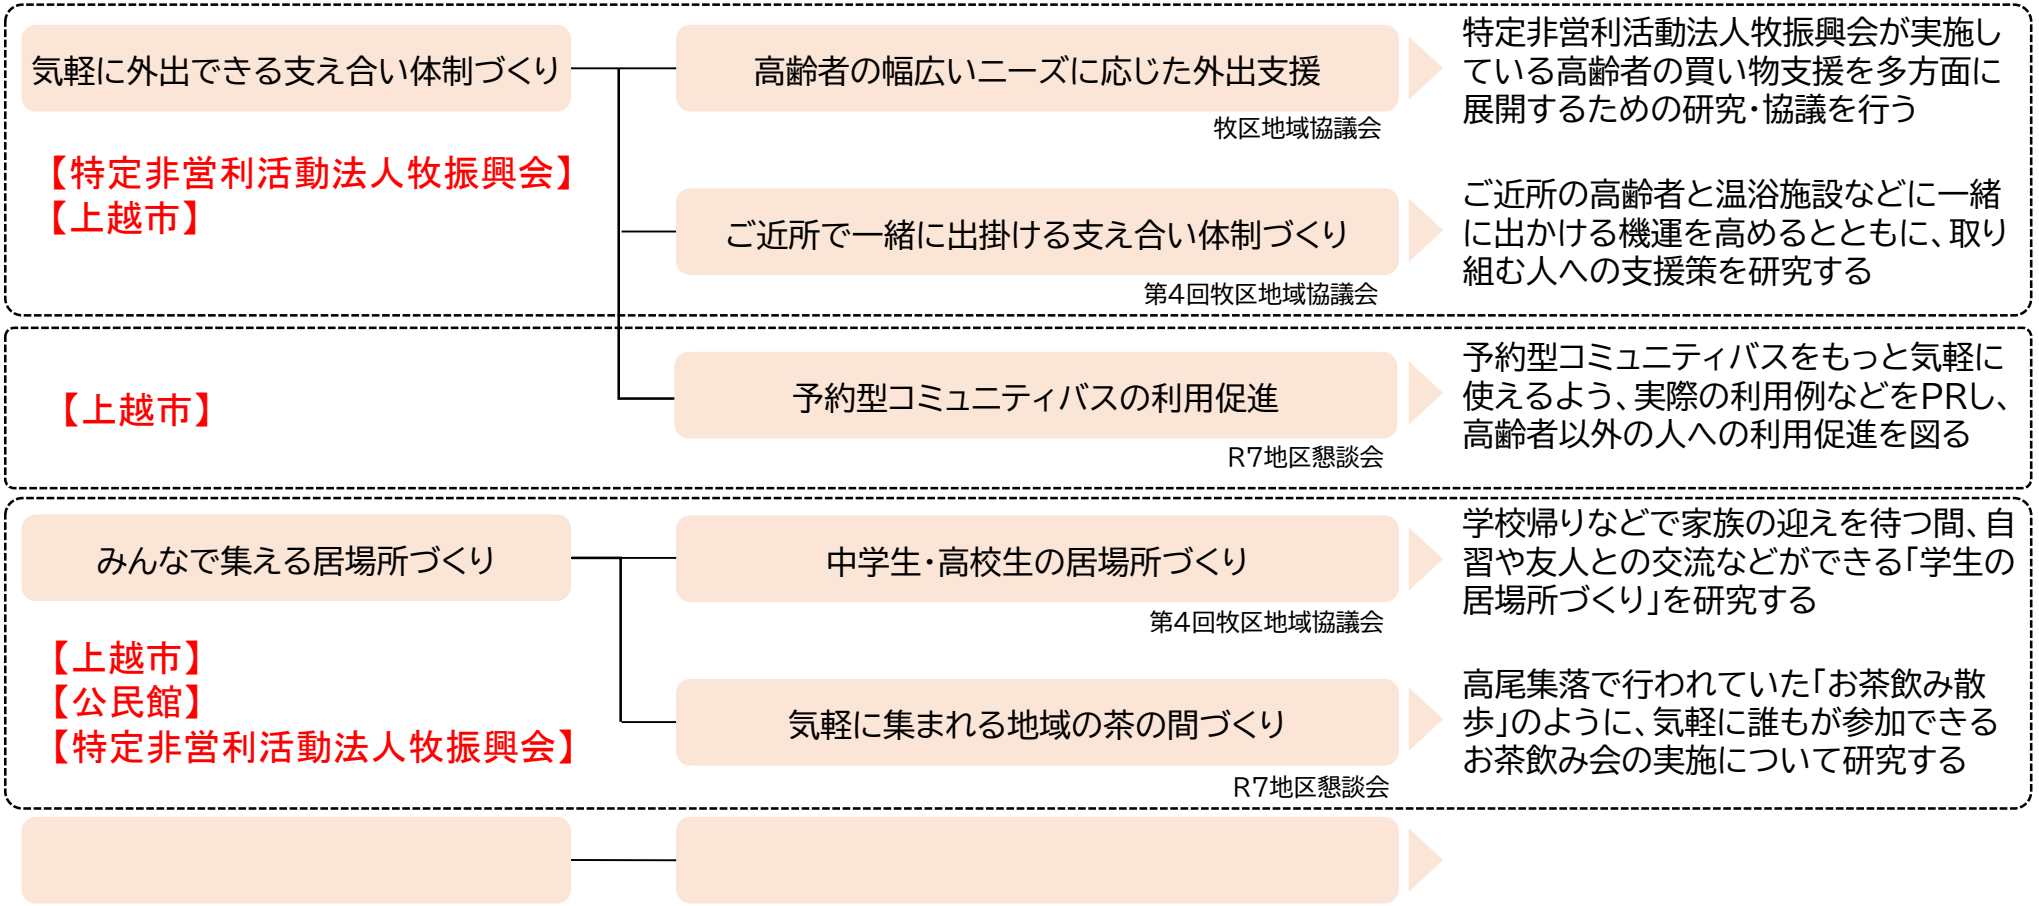 気軽に外出できる支え合い体制づくり
【特定非営利活動法人牧振興会】
【上越市】
高齢者の幅広いニーズに応じた外出支援
牧区地域協議会
特定非営利活動法人牧振興会が実施し
ている高齢者の買い物支援を多方面に
展開するための研究・協議を行う
ご近所で一緒に出掛ける支え合い体制づくり
第4回牧区地域協議会
ご近所の高齢者と温浴施設などに一緒
に出かける機運を高めるとともに、取り
組む人への支援策を研究する
【上越市】
予約型コミュニティバスの利用促進
R7地区懇談会
予約型コミュニティバスをもっと気軽に
使えるよう、実際の利用例などをPRし、
高齢者以外の人への利用促進を図る
みんなで集える居場所づくり
【上越市】
【公民館】
【特定非営利活動法人牧振興会】
中学生・高校生の居場所づくり
第4回牧区地域協議会
学校帰りなどで家族の迎えを待つ間、自
習や友人との交流などができる「学生の
居場所づくり」を研究する
気軽に集まれる地域の茶の間づくり
R7地区懇談会
高尾集落で行われていた「お茶飲み散
歩」のように、気軽に誰もが参加できる
お茶飲み会の実施について研究する